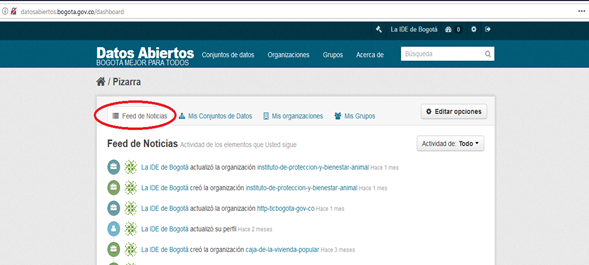 datosabiertos.bogota.gov.co/dashboard
La IDE de Bogotá 0
Datos Abiertos
BOGOTÁ MEJOR PARA TODOS
Conjuntos de datos Organizaciones Grupos Acerca de Búsqueda
/ Pizarra
Feed de Noticias Mis Conjuntos de Datos Mis organizaciones Mis Grupos Editar opciones
Feed de Noticias Actividad de los elementos que Usted sigue Actividad de: Todo
La IDE de Bogotá actualizó la organización instituto-de-proteccion-y-bienestar-animal Hace 1 mes
La IDE de Bogotá creó la organización instituto-de-proteccion-y-bienestar-animal Hace 1 mes
La IDE de Bogotá actualizó la organización http-ticbogota-gov-co Hace 1 mes
La IDE de Bogotá actualizó su perfil Hace 2 meses
La IDE de Bogotá creó la organización caja-de-la-vivienda-popular Hace 3 meses